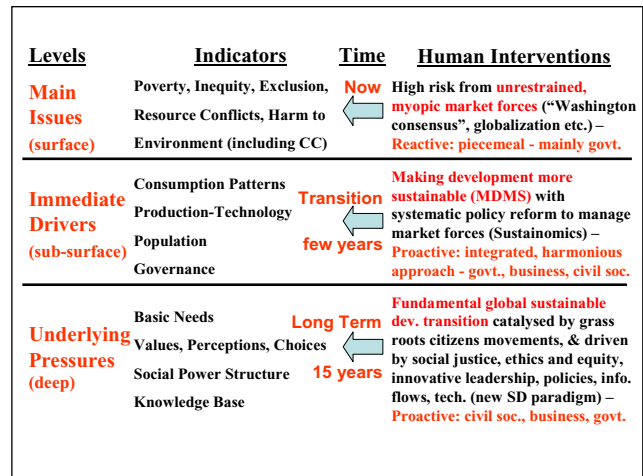 Levels Indicators Time Human Interventions
Main
Issues
(surface)
Poverty, Inequity, Exclusion,
Resource Conflicts, Harm to
Environment (including CC)
Now
High risk from unrestrained,
myopic market forces (“Washington
consensus”, globalization etc.) –
Reactive: piecemeal - mainly govt.
Immediate
Drivers
(sub-surface)
Consumption Patterns
Production-Technology
Population
Governance
Transition
few years
Making development more
sustainable (MDMS) with
systematic policy reform to manage
market forces (Sustainomics) –
Proactive: integrated, harmonious
approach - govt., business, civil soc.
Underlying
Pressures
(deep)
Basic Needs
Values, Perceptions, Choices
Social Power Structure
Knowledge Base
Long Term
15 years
Fundamental global sustainable
dev. transition catalysed by grass
roots citizens movements, & driven
by social justice, ethics and equity,
innovative leadership, policies, info.
flows, tech. (new SD paradigm) –
Proactive: civil soc., business, govt.